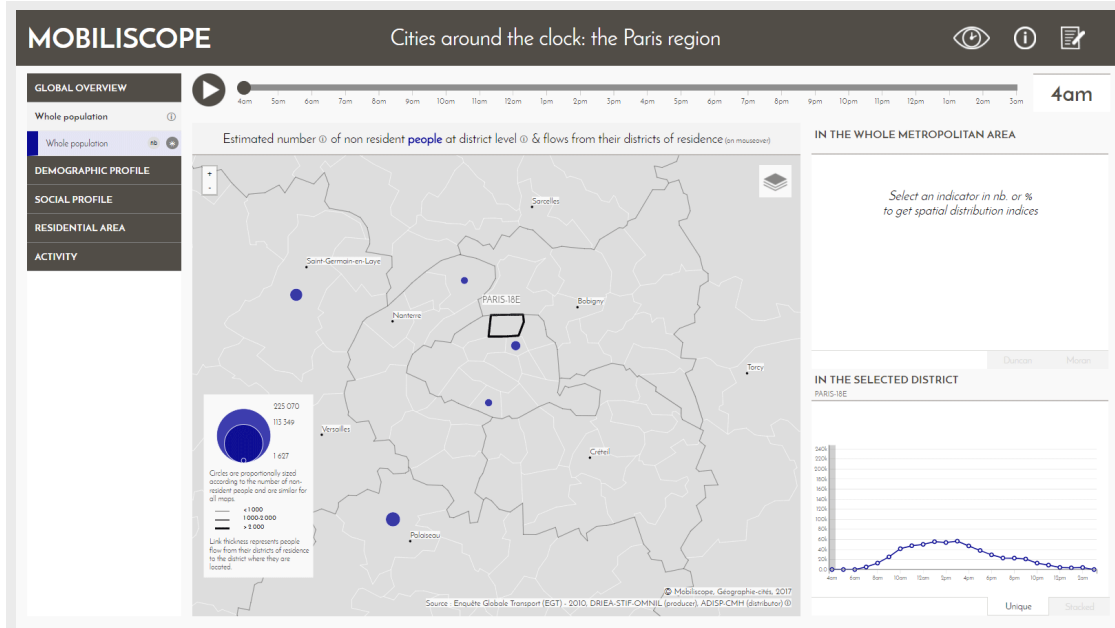 MOBILISCOPE
Cities around the clock: the Paris region
GLOBAL OVERVIEW
Whole population
Whole population nb
DEMOGRAPHIC PROFILE
SOCIAL PROFILE
RESIDENTIAL AREA
ACTIVITY
4am 5am 6am 7am 8am 9am 10am 11am 12am 1pm 2pm 3pm 4pm 5pm 6pm 7pm 8pm 9pm 10pm 11pm 12pm 1am 2am 3am
4am
Estimated number of non resident people at district level & flows from their districts of residence (on mouseover)
+
-
Sarcelles
Saint-Germain-en-Laye
PARIS-18E
Bobigny
Nanterre
Torcy
Versailles
Créteil
Palaiseau
225 070
113 349
1 627
Circles are proportionally sized
according to the number of non-
resident people and are similar for
all maps.
< 1 000
1 000-2 000
> 2 000
Link thickness represents people
flow from their districts of residence
to the district where they are
located.
© Mobiliscope, Géographie-cités, 2017
Source : Enquête Globale Transport (EGT) - 2010, DRIEA-STIF-OMNIL (producer), ADISP-CMH (distributor)
IN THE WHOLE METROPOLITAN AREA
Select an indicator in nb. or %
to get spatial distribution indices
Duncan Moran
IN THE SELECTED DISTRICT
PARIS-18E
240k
220k
200k
180k
160k
140k
120k
100k
80k
60k
40k
20k
0.0
4am 6am 8am 10am 12am 2pm 4pm 6pm 8pm 10pm 12pm 2am
Unique Stacked